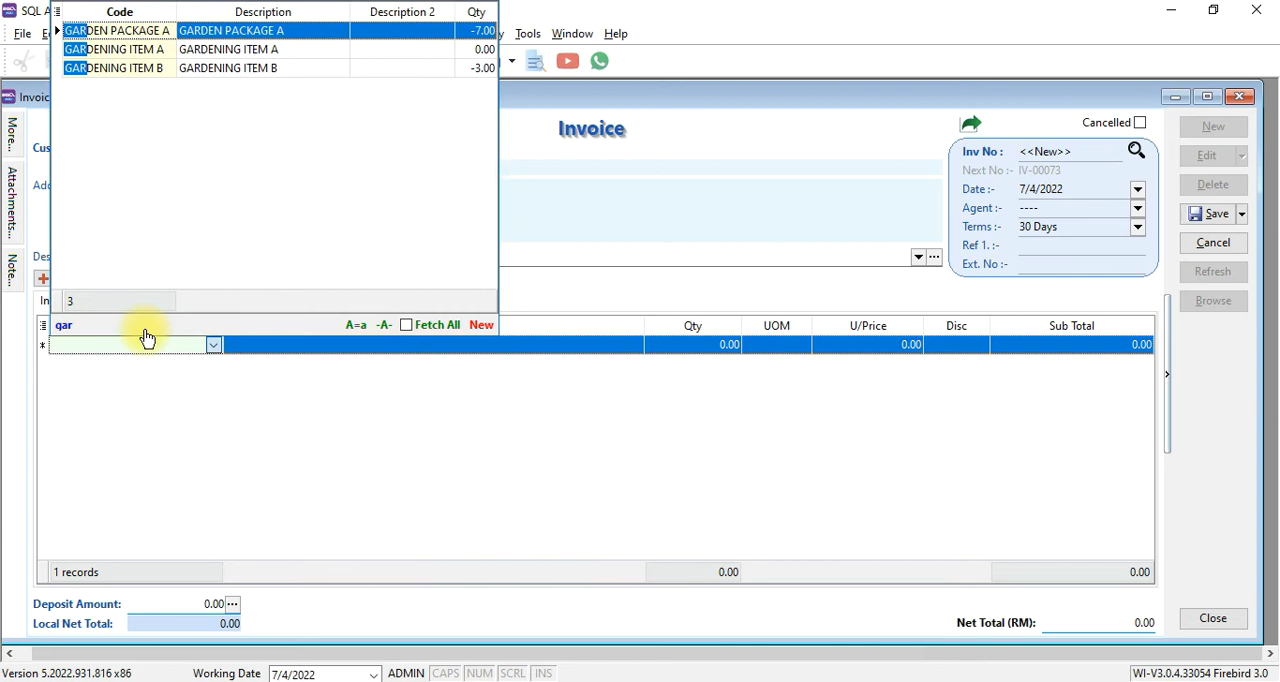 SQL A
Code Description Description 2 Qty
GARDEN PACKAGE A GARDEN PACKAGE A -7.00
GARDENING ITEM A GARDENING ITEM A 0.00
GARDENING ITEM B GARDENING ITEM B -3.00
3
gar A=a -A- Fetch All New
File Tools Window Help
Invoic
More...
Attachments...
Note...
Cus
Add
Des
In
Invoice
Cancelled
Inv No : <<New>>
Next No :- IV-00073
Date :- 7/4/2022
Agent :- ----
Terms :- 30 Days
Ref 1. :-
Ext. No :-
New
Edit
Delete
Save
Cancel
Refresh
Browse
Qty UOM U/Price Disc Sub Total
0.00 0.00 0.00
1 records 0.00 0.00
Deposit Amount: 0.00
Local Net Total: 0.00
Net Total (RM): 0.00
Close
Version 5.2022.931.816 x86 Working Date 7/4/2022 ADMIN CAPS NUM SCRL INS WI-V3.0.4.33054 Firebird 3.0